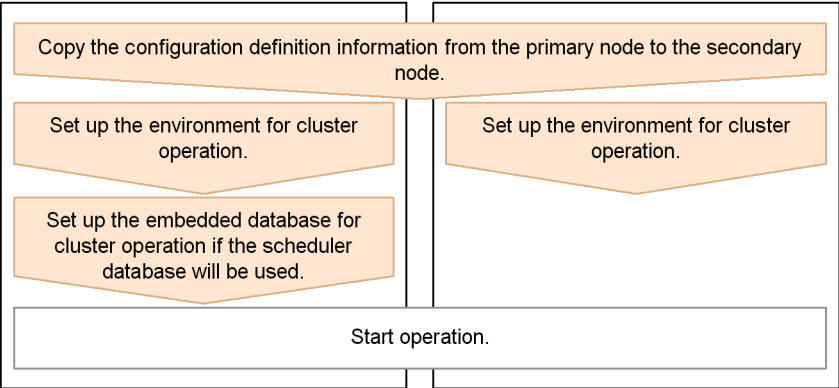 Copy the configuration definition information from the primary node to the secondary
node.
Set up the environment for cluster
operation.
Set up the environment for cluster
operation.
Set up the embedded database for
cluster operation if the scheduler
database will be used.
Start operation.